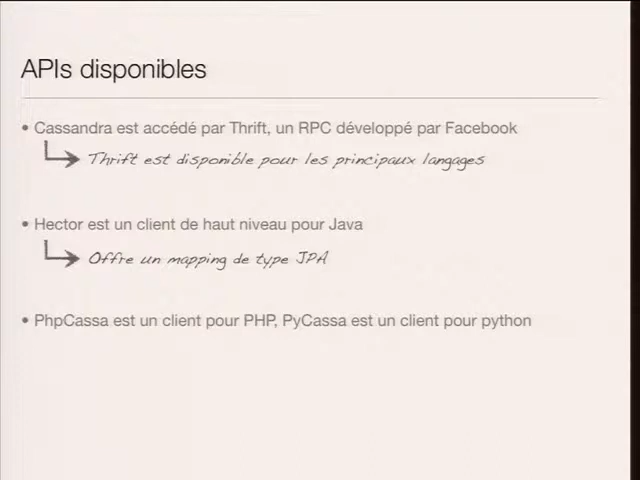 APIs disponibles
• Cassandra est accédé par Thrift, un RPC développé par Facebook
Thrift est disponible pour les principaux langages
• Hector est un client de haut niveau pour Java
Offre un mapping de type JPA
• PhpCassa est un client pour PHP, PyCassa est un client pour python